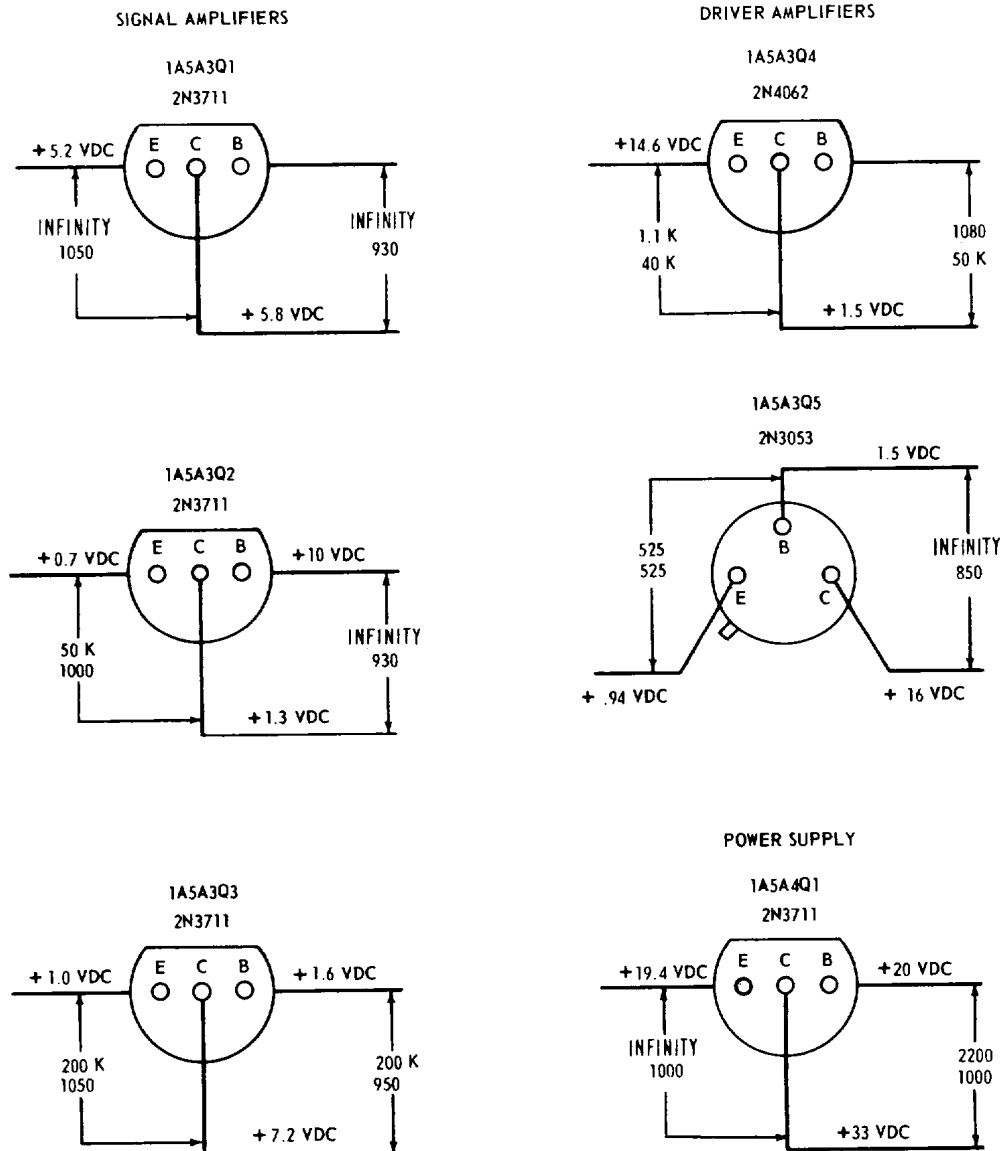 SIGNAL AMPLIFIERS
1A5A3Q1
2N3711
E C B
+5.2 VDC
INFINITY
1050
INFINITY
930
+ 5.8 VDC
1A5A3Q2
2N3711
E C B
+0.7 VDC
+10 VDC
50 K
1000
INFINITY
930
+1.3 VDC
1A5A3Q3
2N3711
E C B
+ 1.0 VDC
+ 1.6 VDC
200 K
1050
200 K
950
+ 7.2 VDC
DRIVER AMPLIFIERS
1A5A3Q4
2N4062
E C B
+14.6 VDC
1.1 K
40 K
1080
50 K
+ 1.5 VDC
1A5A3Q5
2N3053
1.5 VDC
B
525
525
INFINITY
850
E C
+ .94 VDC
+ 16 VDC
POWER SUPPLY
1A5A4Q1
2N3711
E C B
+19.4 VDC
+20 VDC
INFINITY
1000
2200
1000
+33 VDC